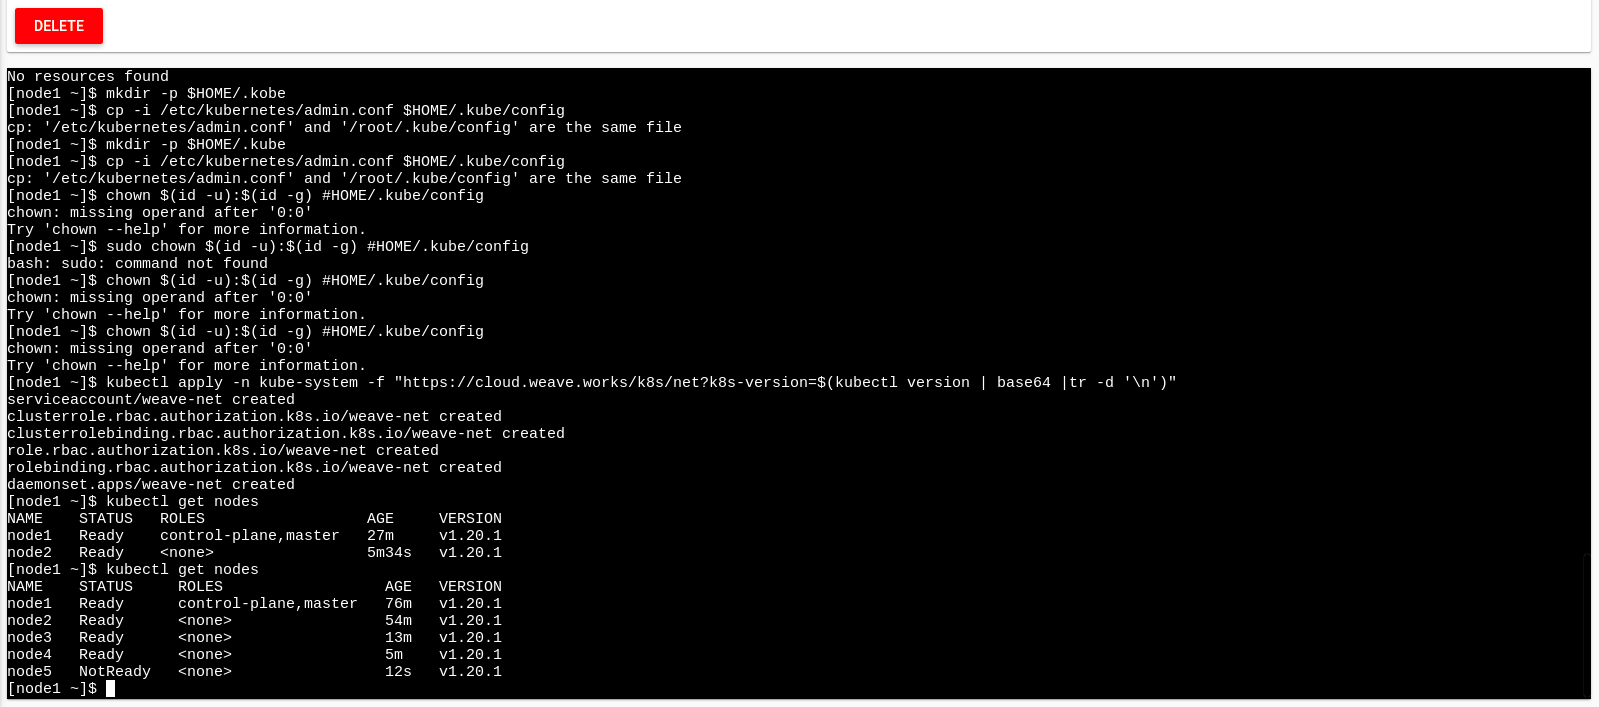 DELETE
No resources found
[node1 ~]$ mkdir -p $HOME/.kobe
[node1 ~]$ cp -i /etc/kubernetes/admin.conf $HOME/.kube/config
cp: '/etc/kubernetes/admin.conf' and '/root/.kube/config' are the same file
[node1 ~]$ mkdir -p $HOME/.kube
[node1 ~]$ cp -i /etc/kubernetes/admin.conf $HOME/.kube/config
cp: '/etc/kubernetes/admin.conf' and '/root/.kube/config' are the same file
[node1 ~]$ chown $(id -u):$(id -g) #HOME/.kube/config
chown: missing operand after '0:0'
Try 'chown --help' for more information.
[node1 ~]$ sudo chown $(id -u):$(id -g) #HOME/.kube/config
bash: sudo: command not found
[node1 ~]$ chown $(id -u):$(id -g) #HOME/.kube/config
chown: missing operand after '0:0'
Try 'chown --help' for more information.
[node1 ~]$ chown $(id -u):$(id -g) #HOME/.kube/config
chown: missing operand after '0:0'
Try 'chown --help' for more information.
[node1 ~]$ kubectl apply -n kube-system -f "https://cloud.weave.works/k8s/net?k8s-version=$(kubectl version | base64 |tr -d '\n')"
serviceaccount/weave-net created
clusterrole.rbac.authorization.k8s.io/weave-net created
clusterrolebinding.rbac.authorization.k8s.io/weave-net created
role.rbac.authorization.k8s.io/weave-net created
rolebinding.rbac.authorization.k8s.io/weave-net created
daemonset.apps/weave-net created
[node1 ~]$ kubectl get nodes
NAME    STATUS   ROLES                  AGE     VERSION
node1   Ready    control-plane,master   27m     v1.20.1
node2   Ready    <none>                 5m34s   v1.20.1
[node1 ~]$ kubectl get nodes
NAME    STATUS     ROLES                  AGE   VERSION
node1   Ready      control-plane,master   76m   v1.20.1
node2   Ready      <none>                 54m   v1.20.1
node3   Ready      <none>                 13m   v1.20.1
node4   Ready      <none>                 5m    v1.20.1
node5   NotReady   <none>                 12s   v1.20.1
[node1 ~]$